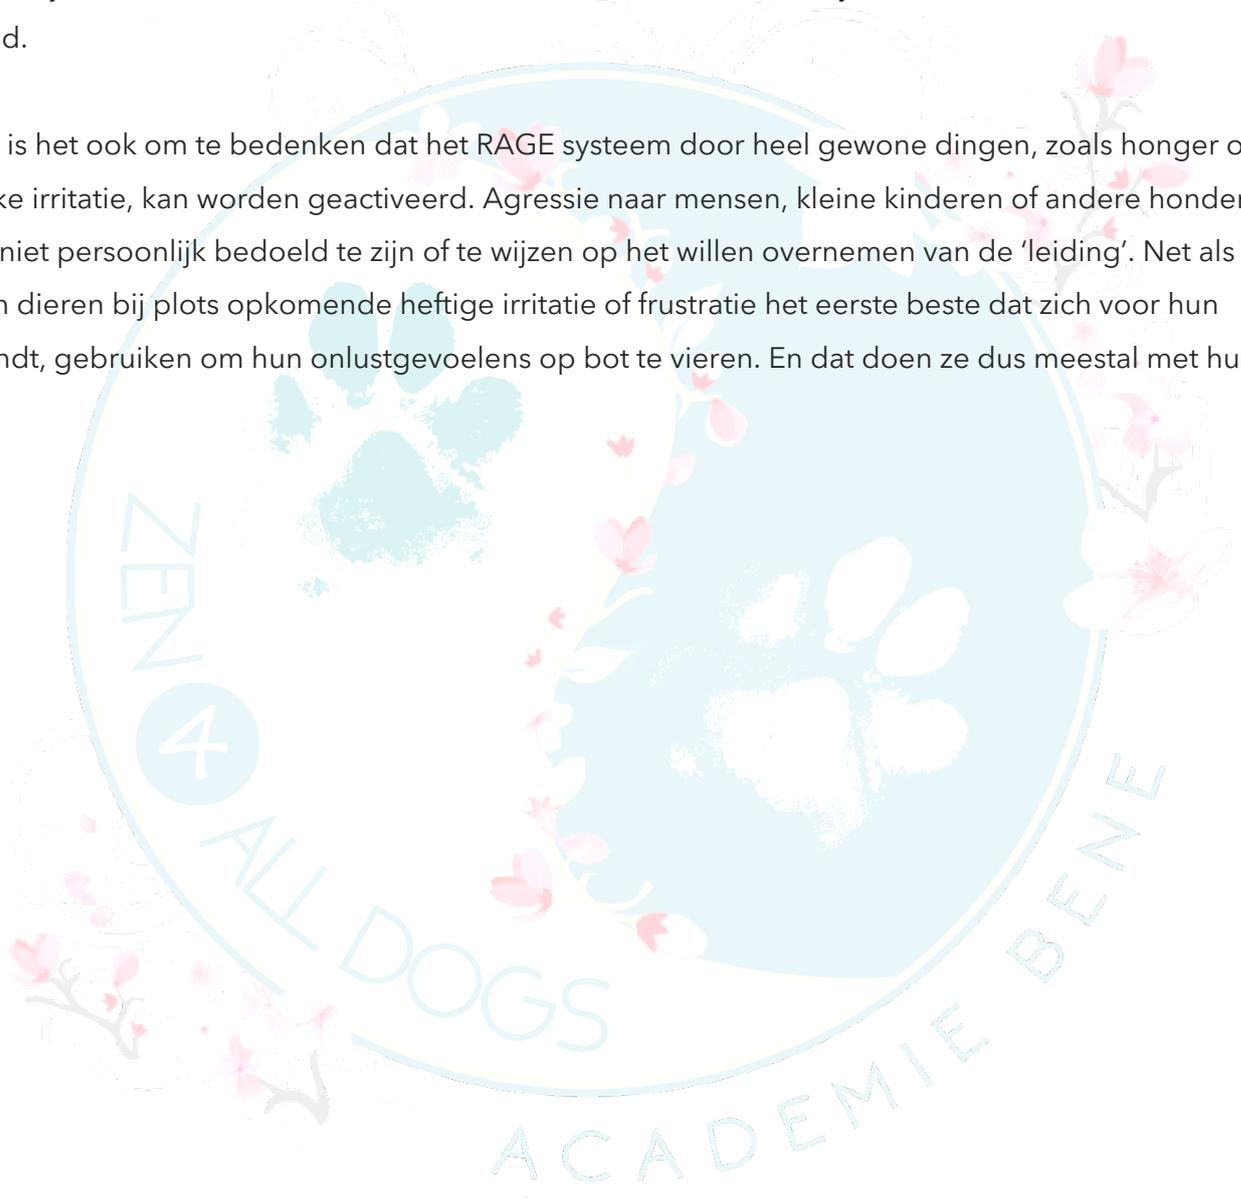 d.
is het ook om te bedenken dat het RAGE systeem door heel gewone dingen, zoals honger o
ke irritatie, kan worden geactiveerd. Agressie naar mensen, kleine kinderen of andere honder
niet persoonlijk bedoeld te zijn of te wijzen op het willen overnemen van de ‘leiding’. Net als
n dieren bij plots opkomende heftige irritatie of frustratie het eerste beste dat zich voor hun
ndt, gebruiken om hun onlustgevoelens op bot te vieren. En dat doen ze dus meestal met hu
ZEN 4 ALL DOGS
ACADEMIE BENE